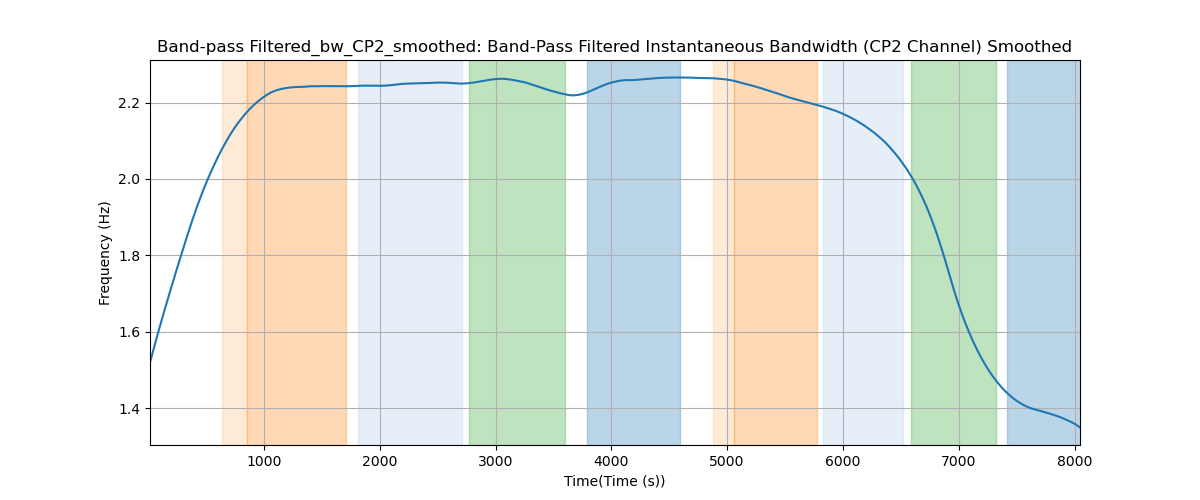 Band-pass Filtered_bw_CP2_smoothed: Band-Pass Filtered Instantaneous Bandwidth (CP2 Channel) Smoothed
Frequency (Hz)
2.2
2.0
1.8
1.6
1.4
1000 2000 3000 4000 5000 6000 7000 8000
Time(Time (s))